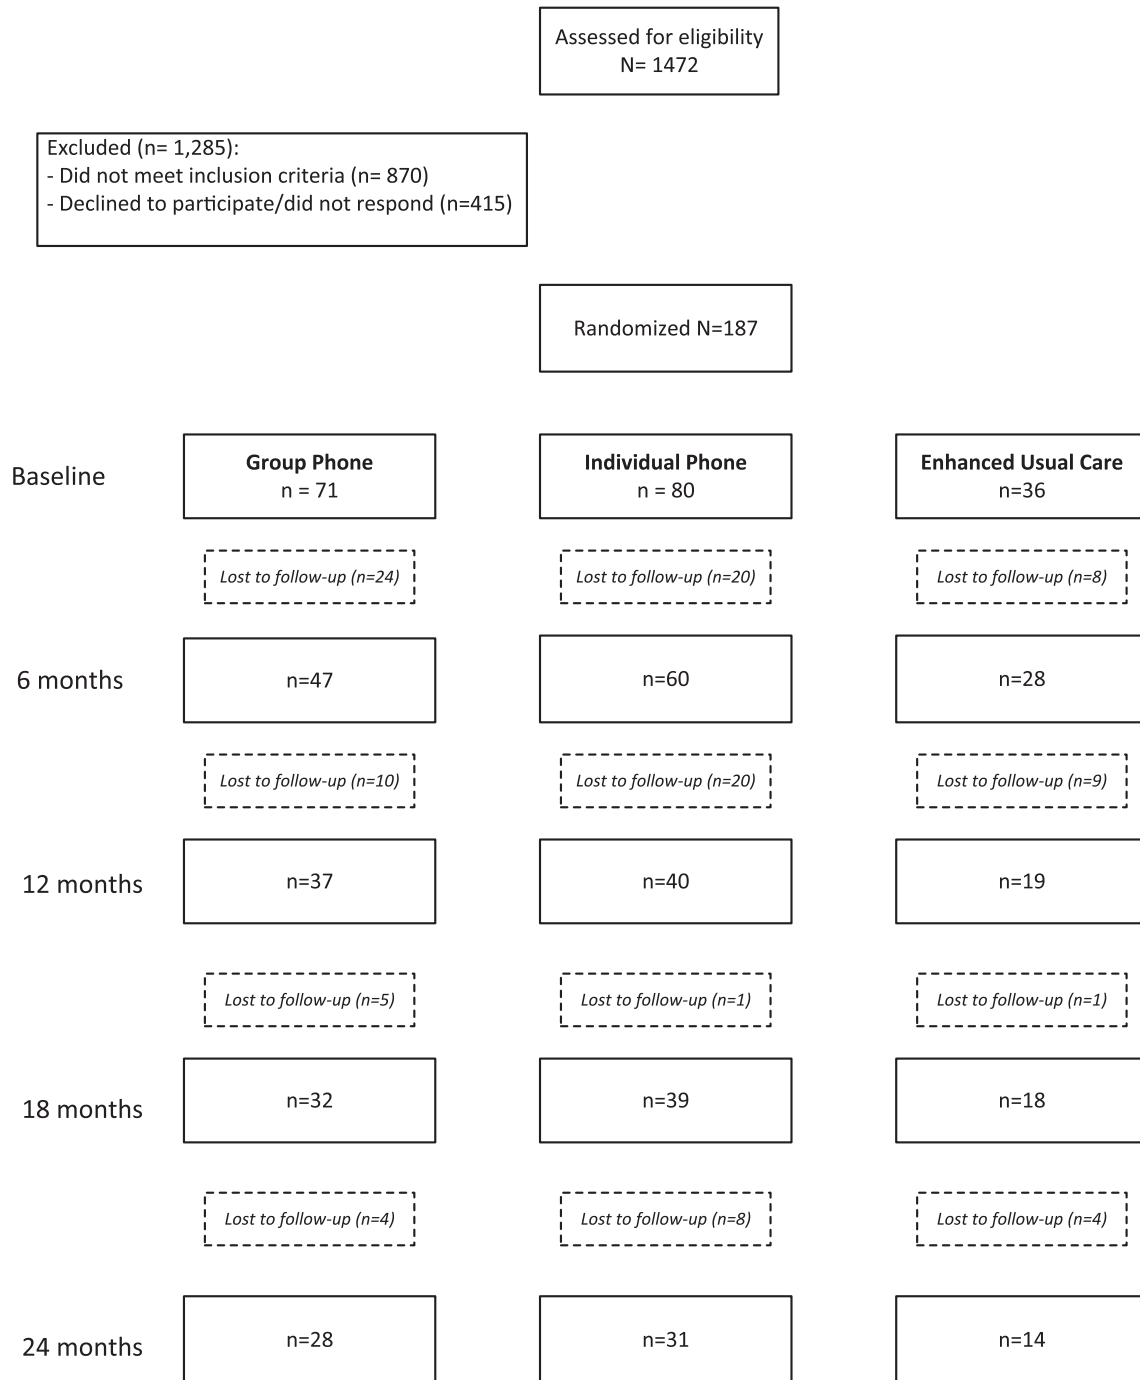 Assessed for eligibility
N= 1472
Excluded (n= 1,285):
- Did not meet inclusion criteria (n= 870)
- Declined to participate/did not respond (n=415)
Randomized N=187
Baseline
Group Phone
n = 71
Individual Phone
n = 80
Enhanced Usual Care
n=36
Lost to follow-up (n=24)
Lost to follow-up (n=20)
Lost to follow-up (n=8)
6 months
n=47
n=60
n=28
Lost to follow-up (n=10)
Lost to follow-up (n=20)
Lost to follow-up (n=9)
12 months
n=37
n=40
n=19
Lost to follow-up (n=5)
Lost to follow-up (n=1)
Lost to follow-up (n=1)
18 months
n=32
n=39
n=18
Lost to follow-up (n=4)
Lost to follow-up (n=8)
Lost to follow-up (n=4)
24 months
n=28
n=31
n=14